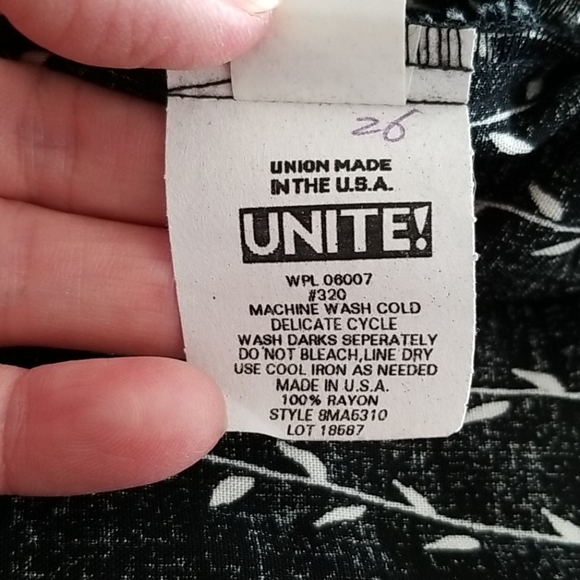 26
UNION MADE
IN THE U.S.A.
UNITE!
WPL 06007
#320
MACHINE WASH COLD
DELICATE CYCLE
WASH DARKS SEPERATELY
DO NOT BLEACH,LINE DRY
USE COOL IRON AS NEEDED
MADE IN U.S.A.
100% RAYON
STYLE 8MA5310
LOT 18587